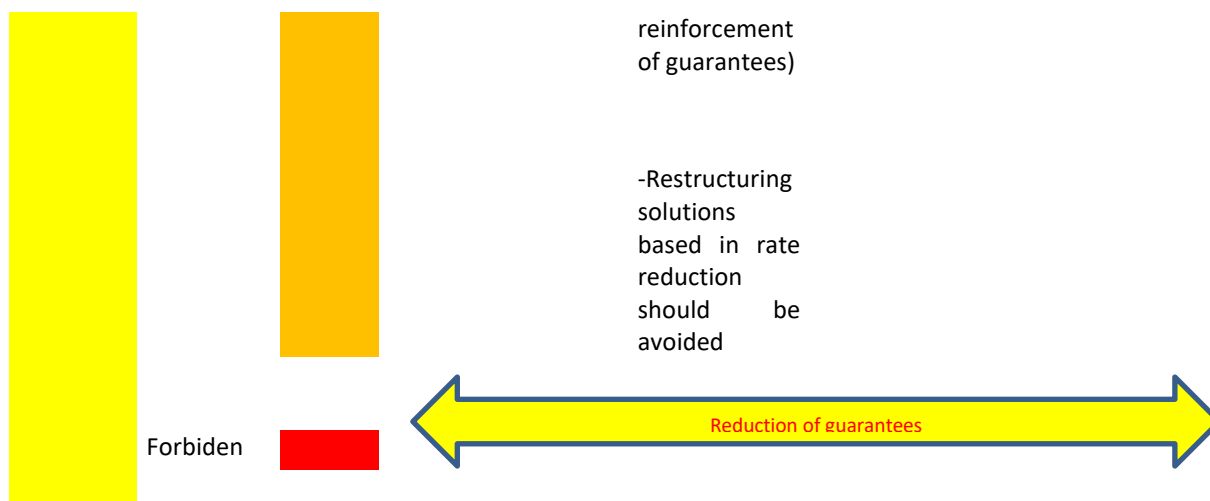 reinforcement
of guarantees)
-Restructuring
solutions
based in rate
reduction
should be
avoided
Reduction of guarantees
Forbiden